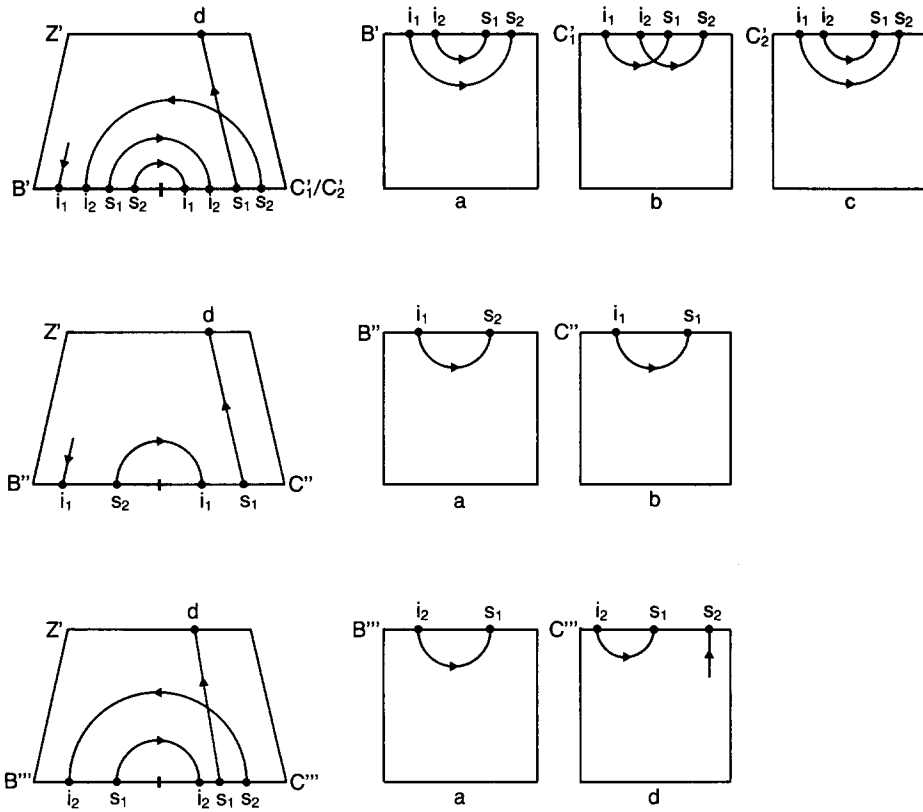 d
i₁ i₂ s₁ s₂
i₁ i₂ s₁ s₂
i₁ i₂ s₁ s₂
Z' B' C'₁ C'₂
B' C'₁/C'₂
i₁ i₂ s₁ s₂ i₁ i₂ s₁ s₂
a b c
d
i₁ s₂
i₁ s₁
Z' B'' C''
B'' C''
i₁ s₂ i₁ s₁
a b
d
i₂ s₁
i₂ s₁ s₂
Z' B''' C'''
B''' C'''
i₂ s₁ i₂ s₁ s₂
a d